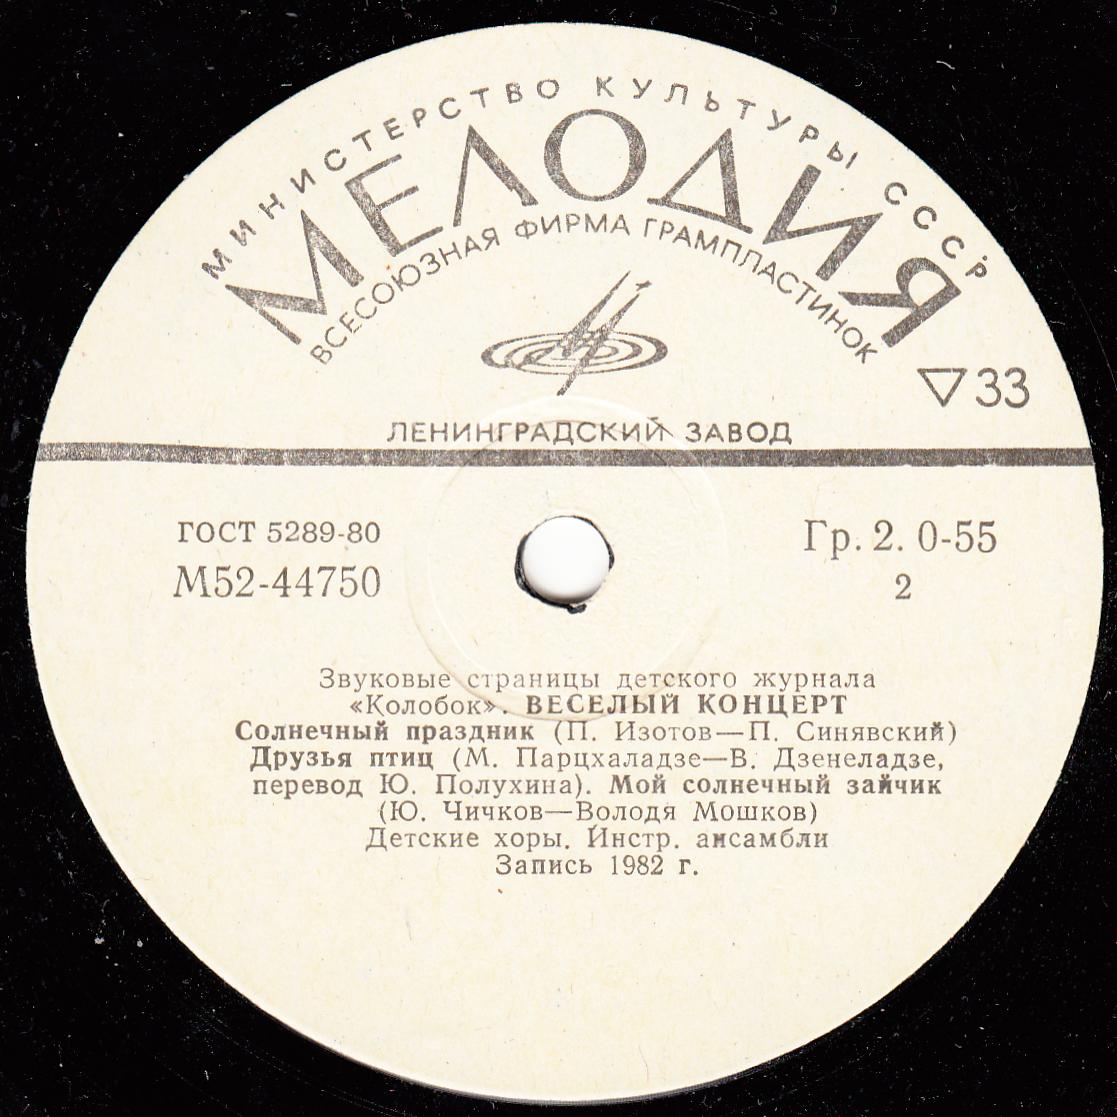 МИНИСТЕРСТВО КУЛЬТУРЫ СССР
МЕЛОДИЯ
ВСЕСОЮЗНАЯ ФИРМА ГРАМПЛАСТИНОК
▽33
ЛЕНИНГРАДСКИЙ ЗАВОД
ГОСТ 5289-80
Гр. 2. 0-55
М52-44750
2
Звуковые страницы детского журнала
«Колобок». ВЕСЕЛЫЙ КОНЦЕРТ
Солнечный праздник (П. Изотов—П. Синявский)
Друзья птиц (М. Парцхаладзе—В. Дзенеладзе,
перевод Ю. Полухина). Мой солнечный зайчик
(Ю. Чичков—Володя Мошков)
Детские хоры. Инстр. ансамбли
Запись 1982 г.